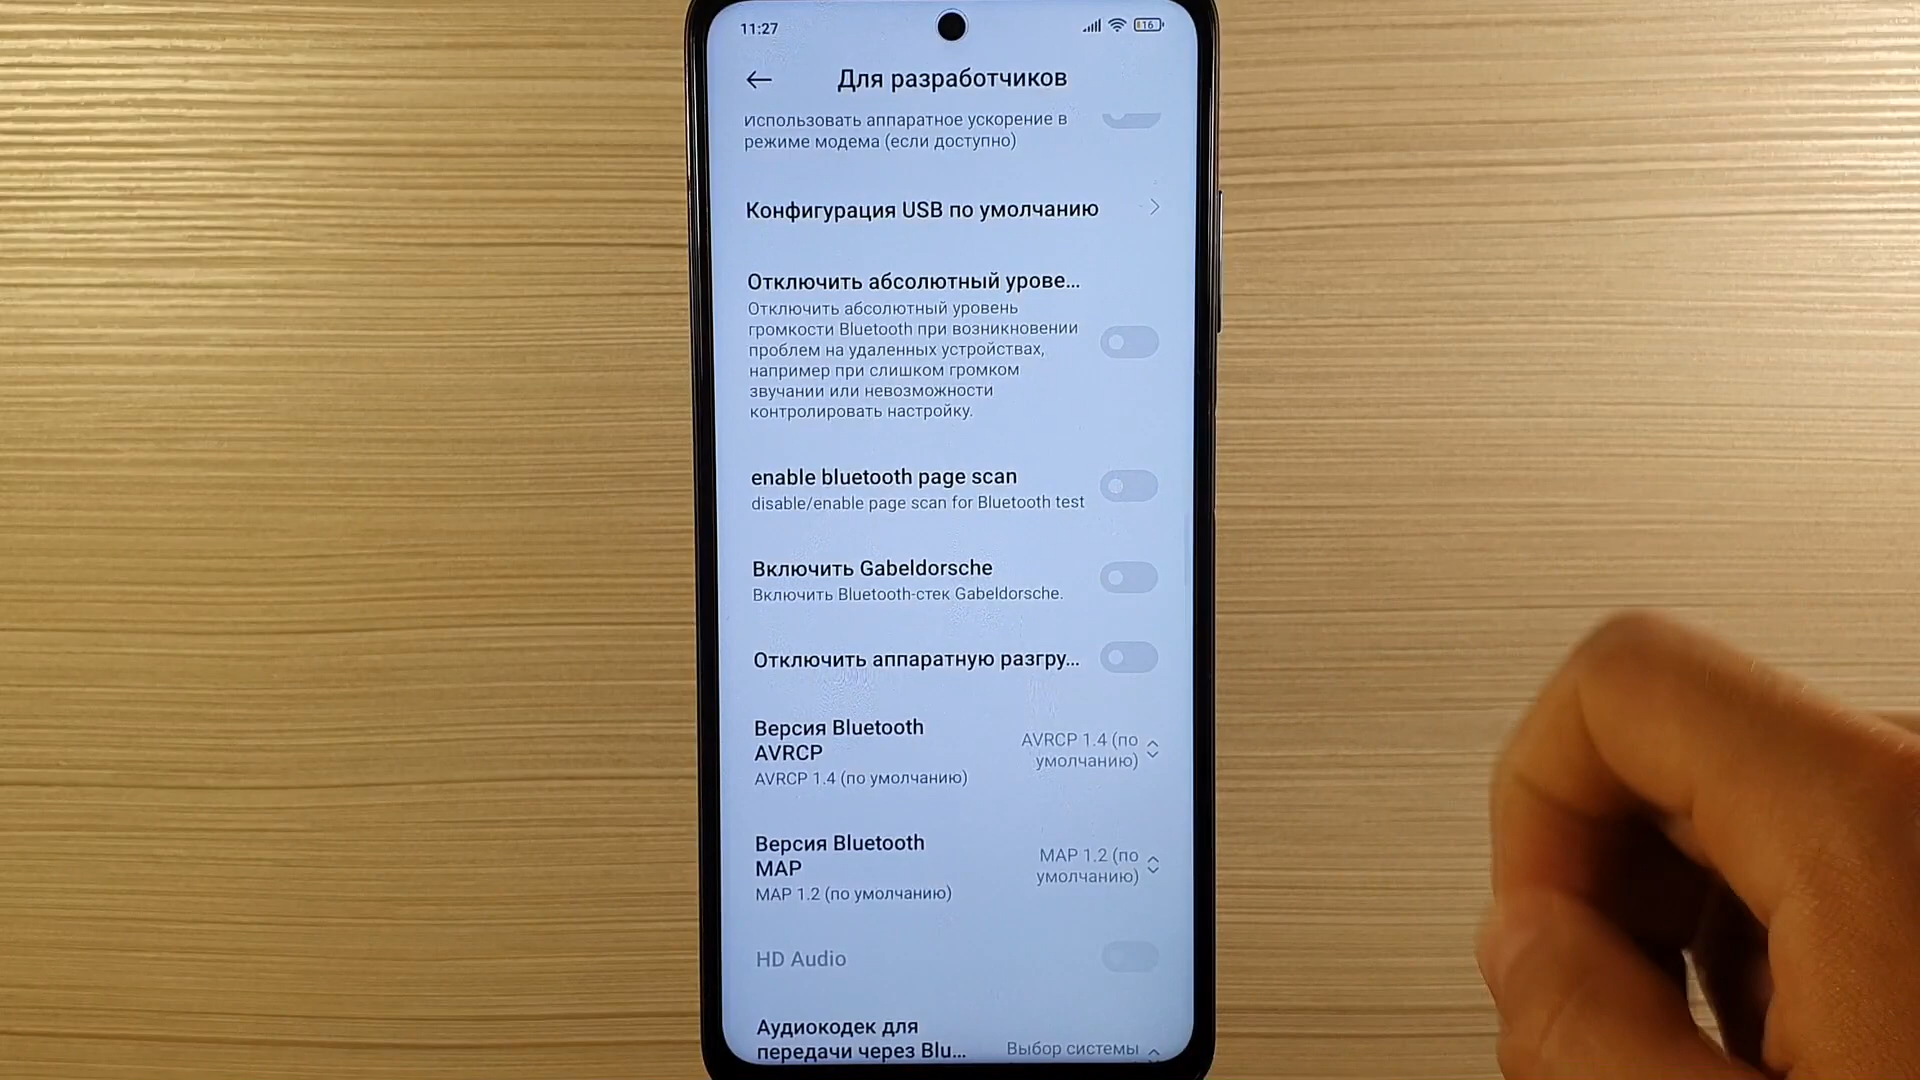 11:27
16
Для разработчиков
использовать аппаратное ускорение в
режиме модема (если доступно)
Конфигурация USB по умолчанию
Отключить абсолютный урове...
Отключить абсолютный уровень
громкости Bluetooth при возникновении
проблем на удаленных устройствах,
например при слишком громком
звучании или невозможности
контролировать настройку.
enable bluetooth page scan
disable/enable page scan for Bluetooth test
Включить Gabeldorsche
Включить Bluetooth-стек Gabeldorsche.
Отключить аппаратную разгру...
Версия Bluetooth
AVRCP
AVRCP 1.4 (по умолчанию)
AVRCP 1.4 (по
умолчанию)
Версия Bluetooth
MAP
MAP 1.2 (по умолчанию)
MAP 1.2 (по
умолчанию)
HD Audio
Аудиокодек для
передачи через Blu...
Выбор системы